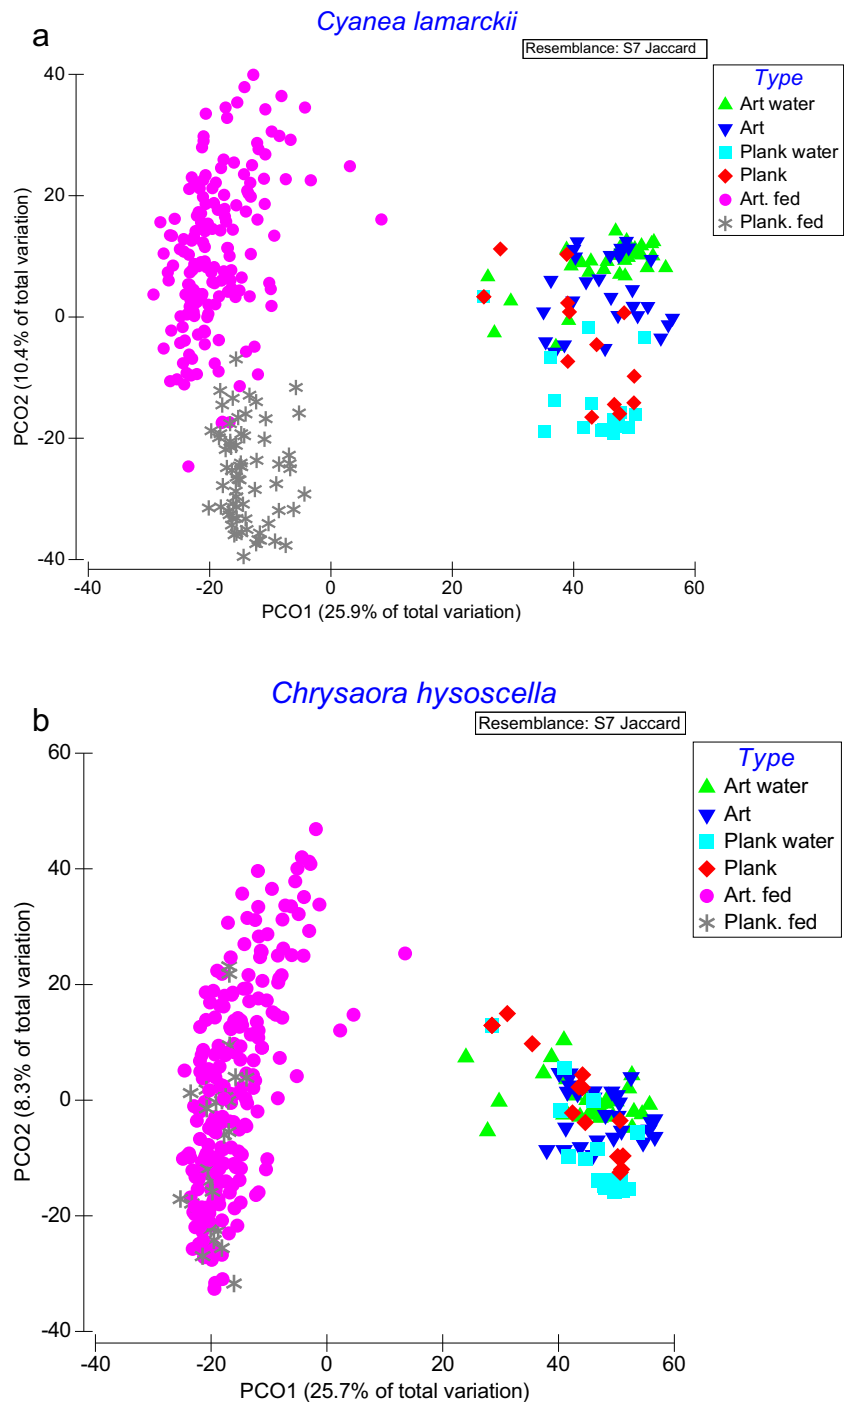 Cyanea lamarckii
a
Resemblance: S7 Jaccard
Type
Art water
Art
Plank water
Plank
Art. fed
Plank. fed
40
20
0
-20
-40
PCO2 (10.4% of total variation)
-40
-20
0
20
40
60
PCO1 (25.9% of total variation)
Chrysaora hysoscella
b
Resemblance: S7 Jaccard
Type
Art water
Art
Plank water
Plank
Art. fed
Plank. fed
60
40
20
0
-20
-40
PCO2 (8.3% of total variation)
-40
-20
0
20
40
60
PCO1 (25.7% of total variation)